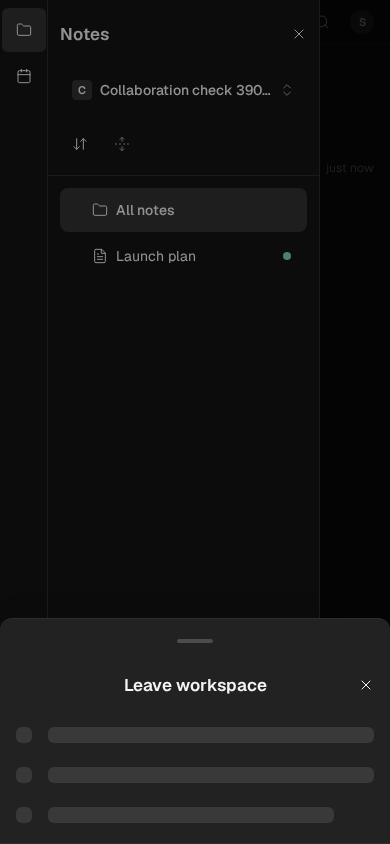 Notes
S
C Collaboration check 390...
just now
All notes
Launch plan
Leave workspace